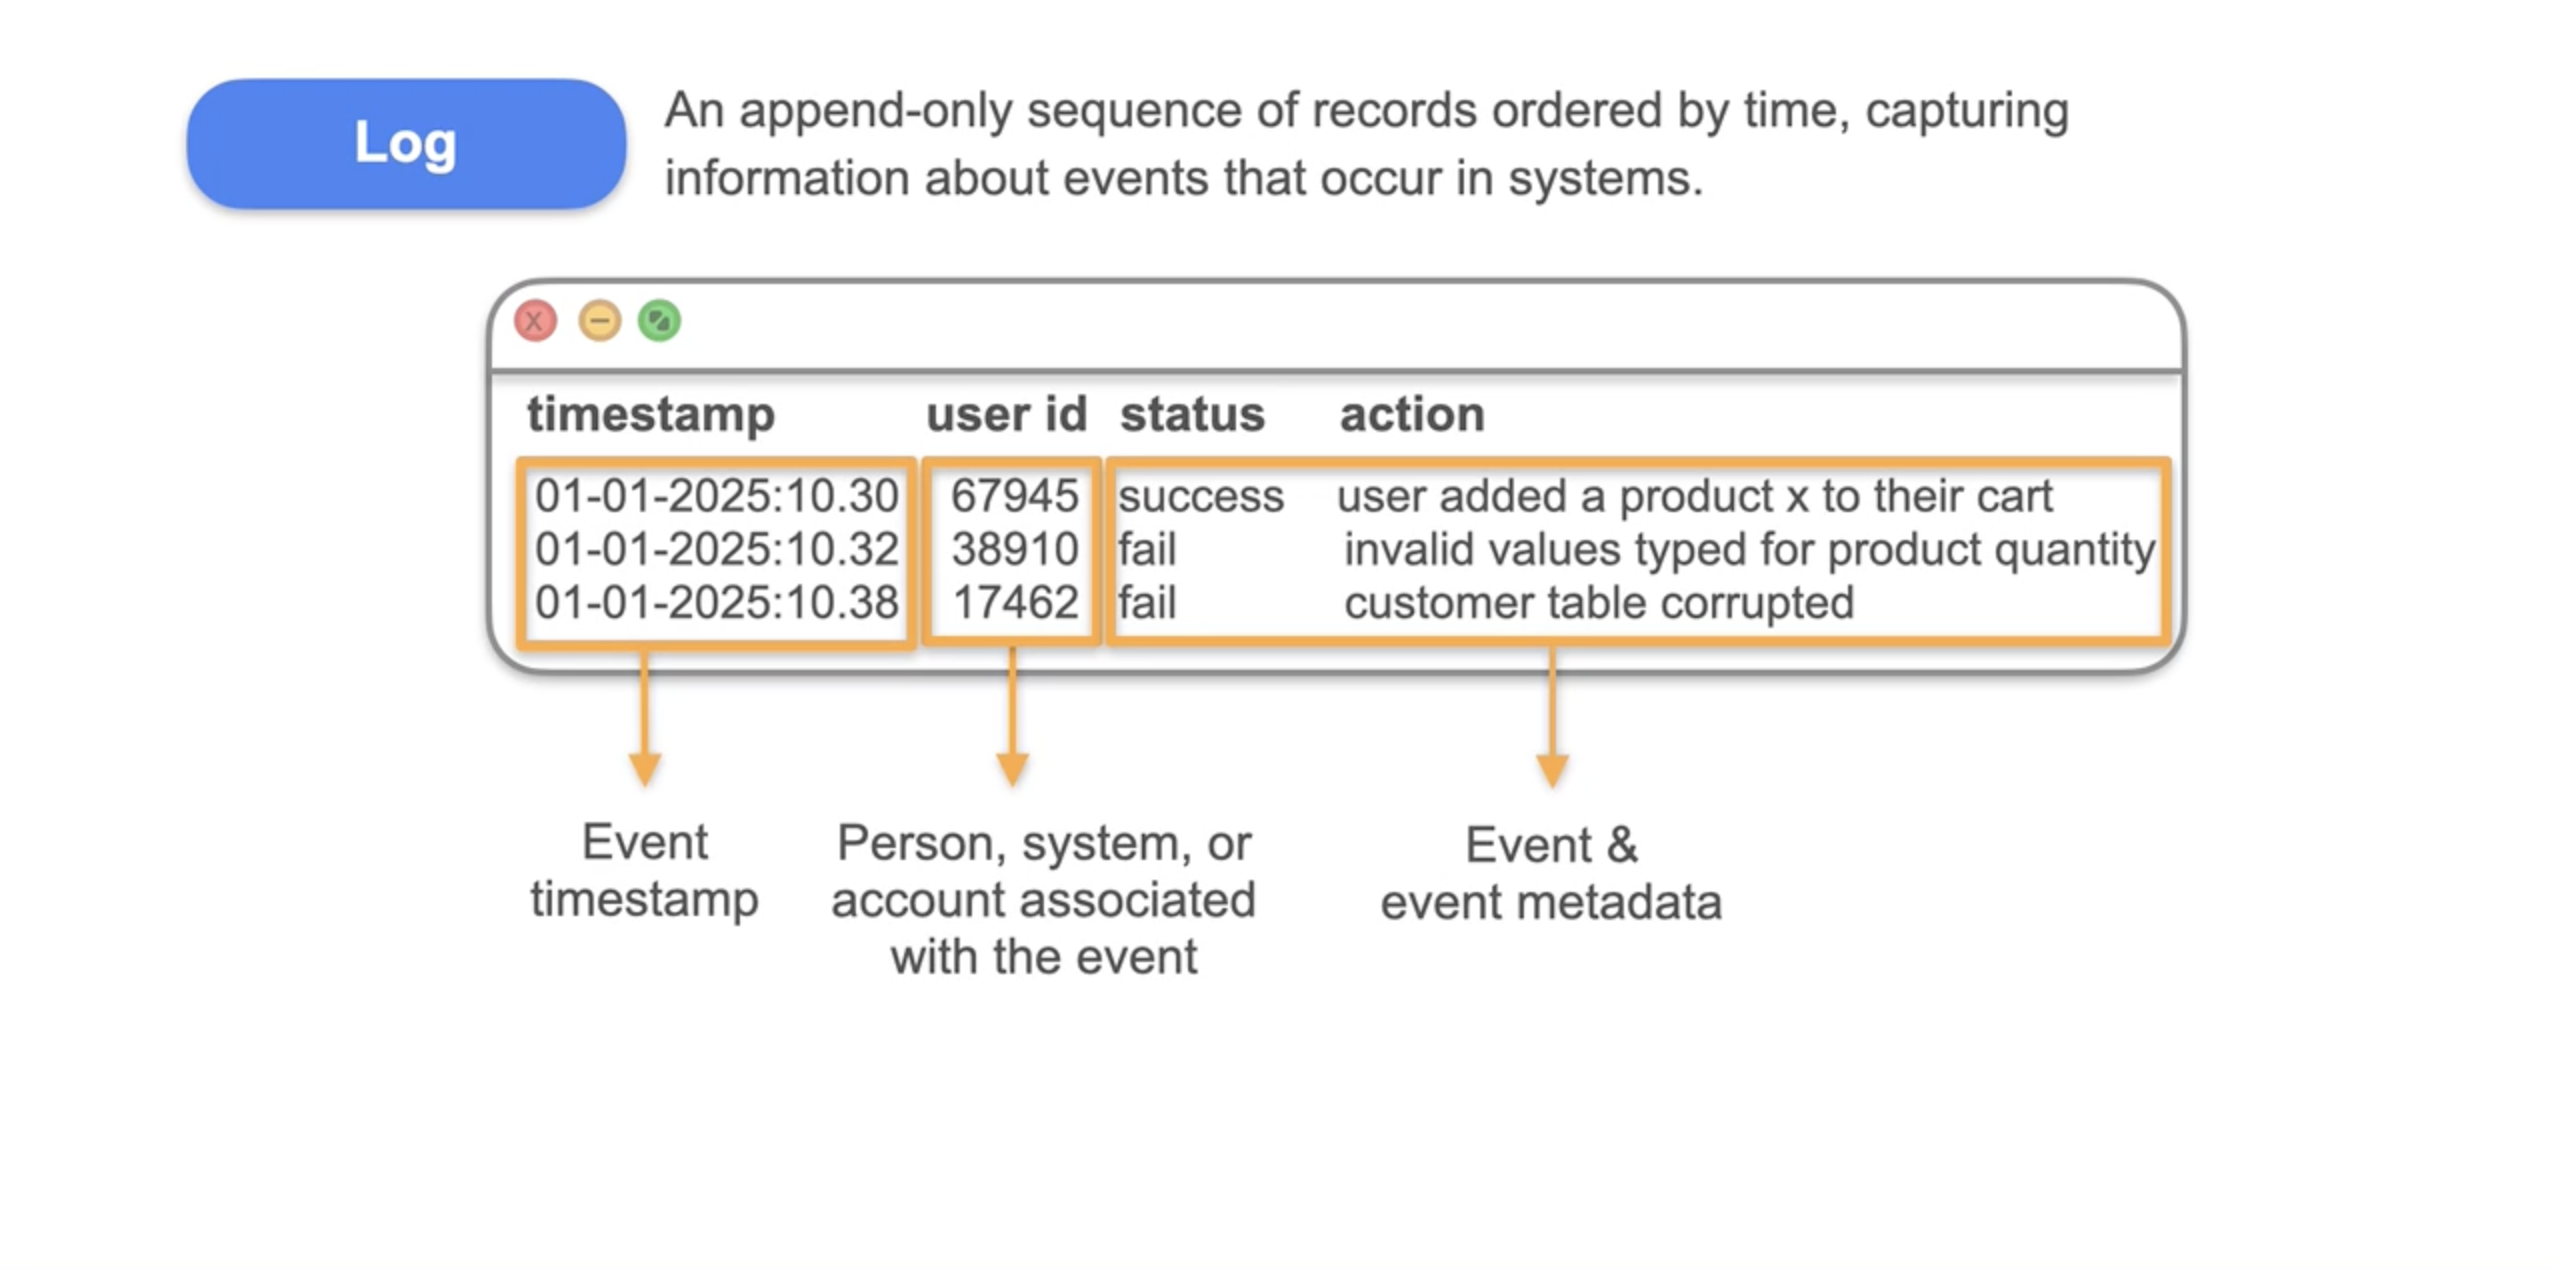 Log
An append-only sequence of records ordered by time, capturing
information about events that occur in systems.
timestamp user id status action
01-01-2025:10.30 67945 success user added a product x to their cart
01-01-2025:10.32 38910 fail invalid values typed for product quantity
01-01-2025:10.38 17462 fail customer table corrupted
Event
timestamp
Person, system, or
account associated
with the event
Event &
event metadata